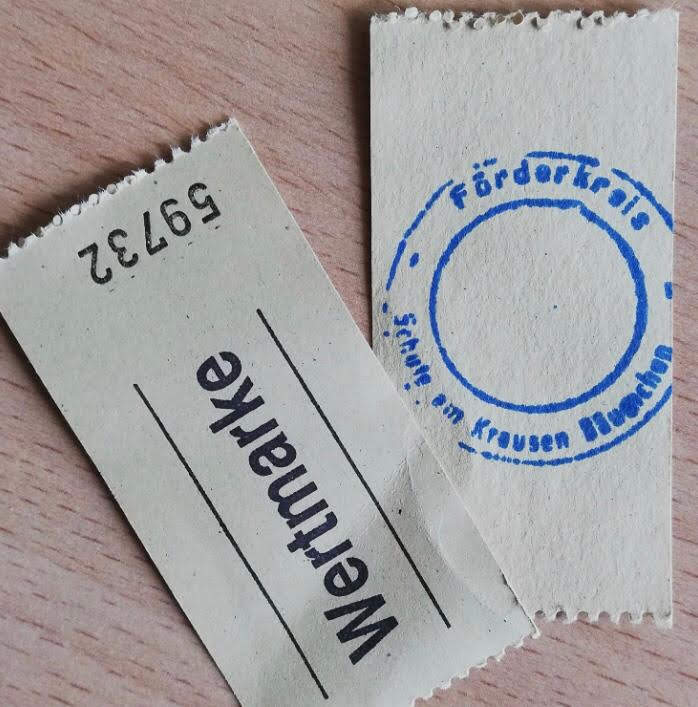 59732
Wertmarke
Förderkreis
Schule am Krausen Bäumchen